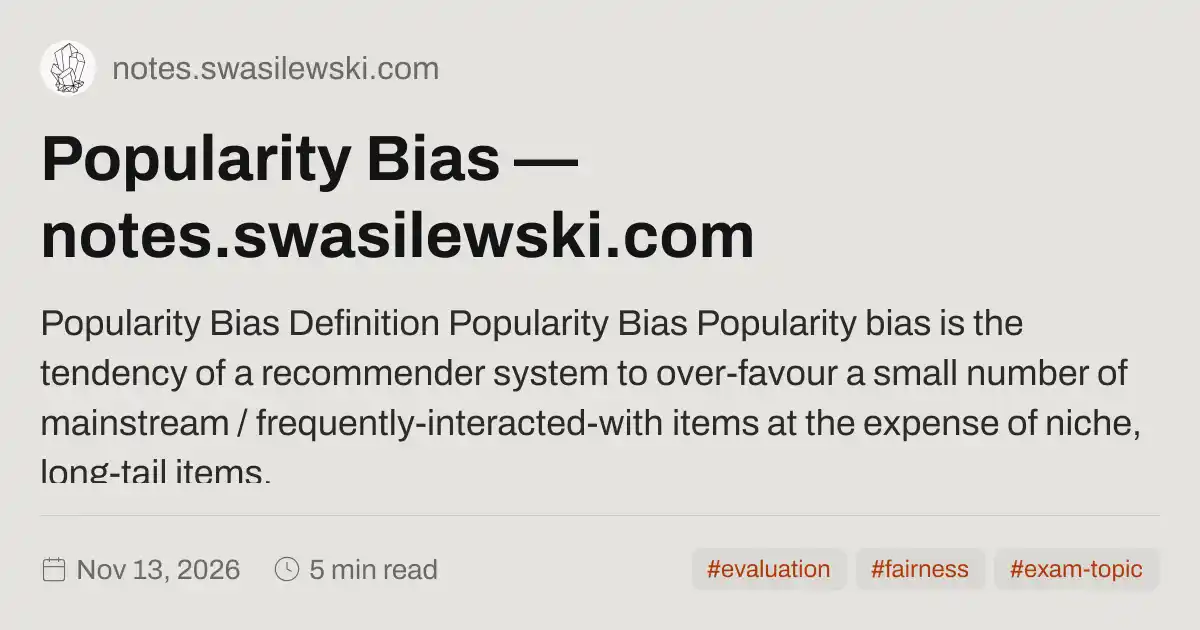 notes.swasilewski.com
Popularity Bias —
notes.swasilewski.com
Popularity Bias Definition Popularity Bias Popularity bias is the
tendency of a recommender system to over-favour a small number of
mainstream / frequently-interacted-with items at the expense of niche,
long-tail items.
Nov 13, 2026
5 min read
#evaluation
#fairness
#exam-topic